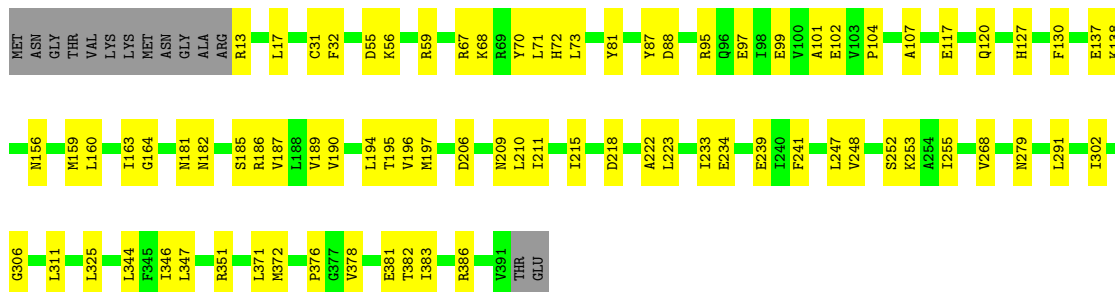 MET ASN GLY THR VAL LYS LYS MET ASN GLY ALA ARG R13 L17 C31 F32 D55 K56 R59 R67 K68 R69 Y70 L71 H72 L73 Y81 Y87 D88 R95 Q96 E97 I98 E99 V100 A101 E102 V103 P104 A107 E117 Q120 H127 F130 E137 K138
N156 M159 L160 I163 G164 N181 N182 S185 R186 V187 L188 V189 V190 L194 T195 V196 M197 D206 N209 L210 I211 I215 D218 A222 L223 I233 E234 E239 I240 F241 L247 V248 S252 K253 A254 I255 V268 N279 L291 I302
G306 L311 L325 L344 F345 I346 L347 R351 L371 M372 P376 G377 V378 E381 T382 I383 R386 V391 THR GLU